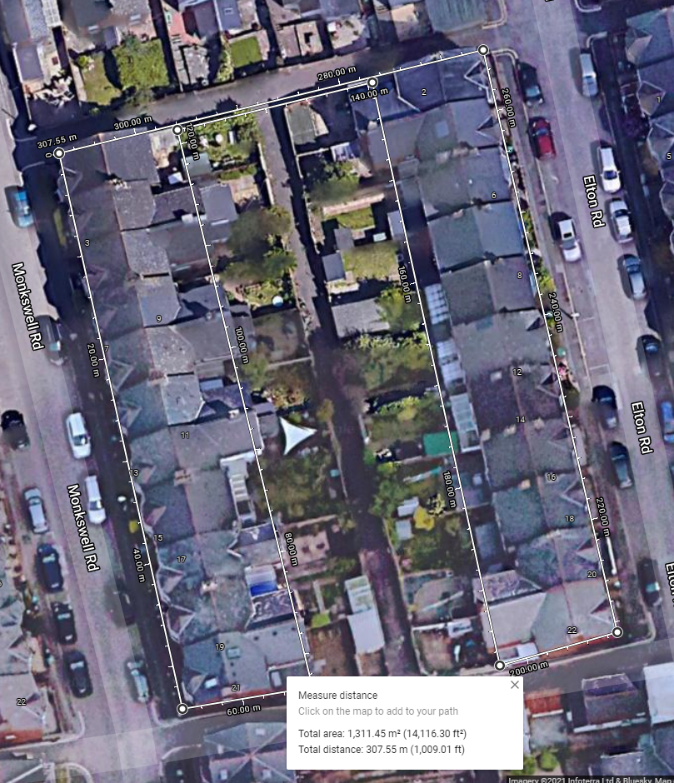 280.00 m
140.00 m
2
260.00 m
300.00 m
120.00 m
307.55 m
0
Elton Rd
6
3
Monkswell Rd
8
160.00 m
240.00 m
9
7
20.00 m
100.00 m
12
Elton Rd
14
11
13
16
180.00 m
Monkswell Rd
18
220.00 m
15
17
40.00 m
80.00 m
20
22
19
200.00 m
21
60.00 m
22
5
Measure distance
Click on the map to add to your path
Total area: 1,311.45 m² (14,116.30 ft²)
Total distance: 307.55 m (1,009.01 ft)
Imagery ©2021 Infoterra Ltd & Bluesky, Map